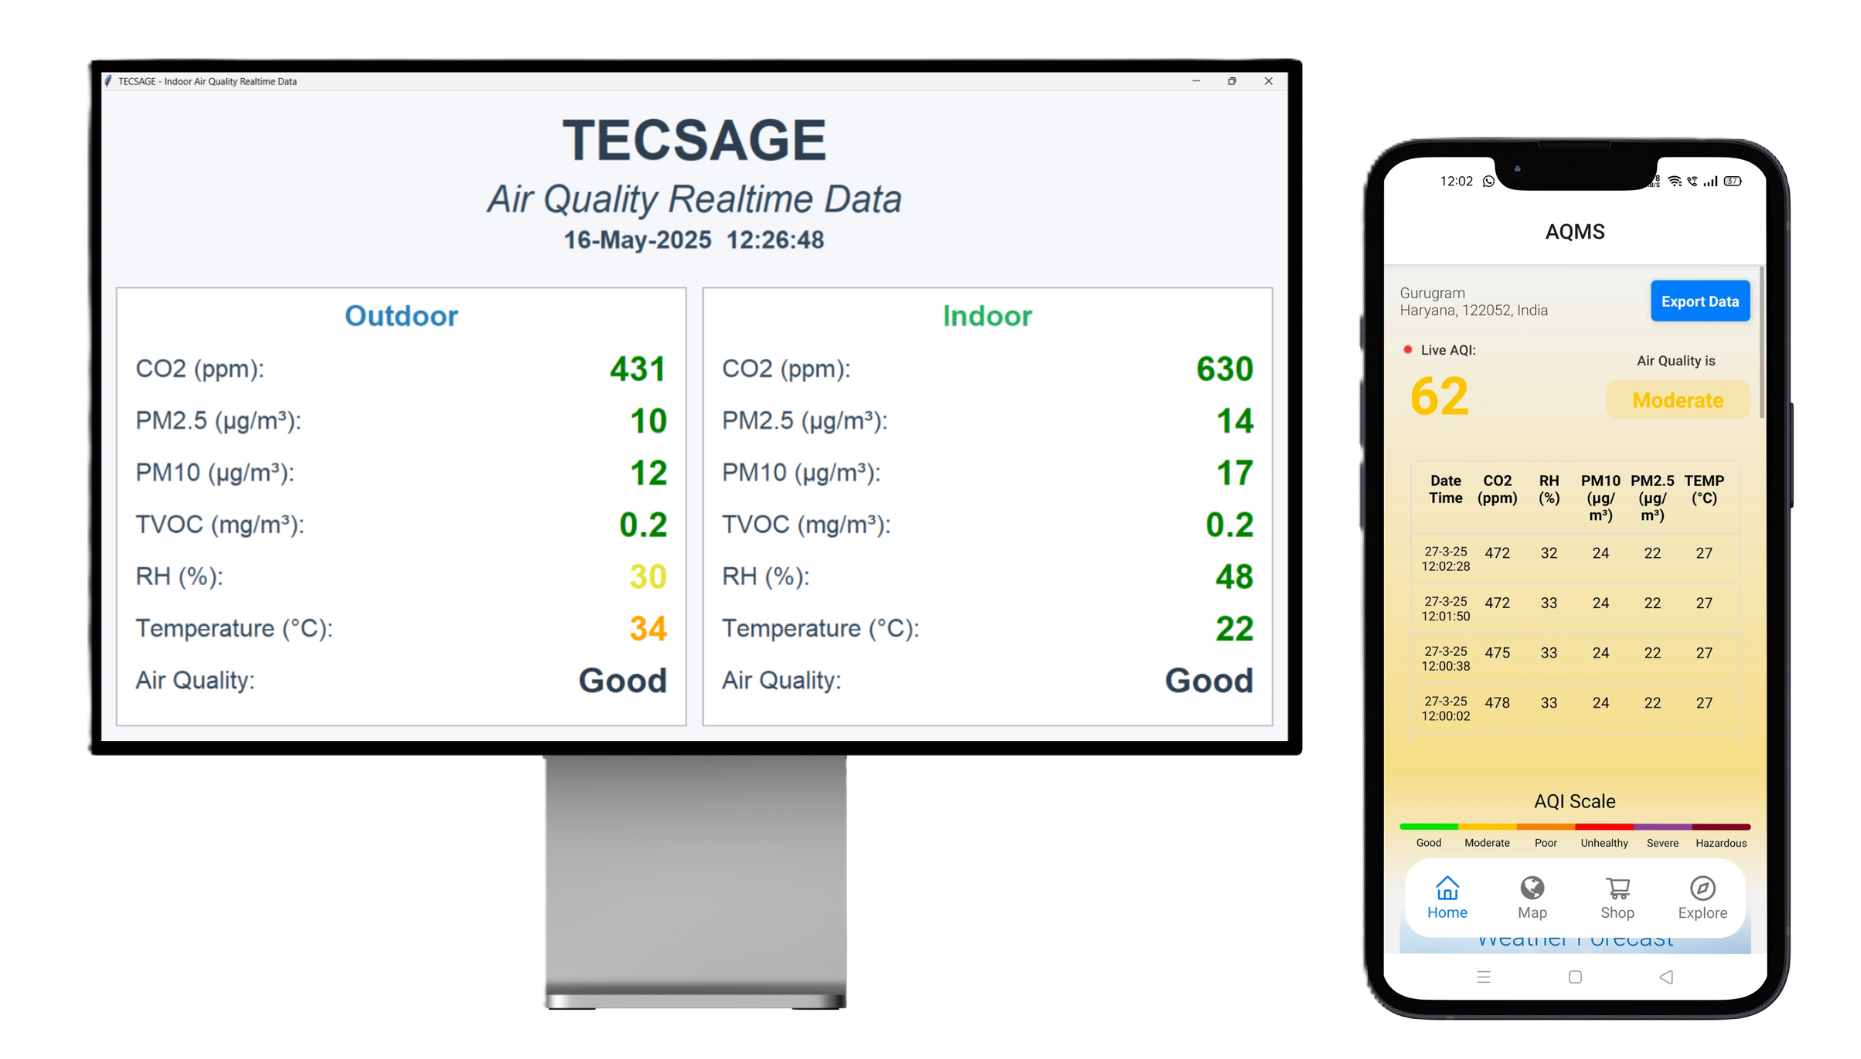 TECSAGE - Indoor Air Quality Realtime Data
TECSAGE
Air Quality Realtime Data
16-May-2025 12:26:48
Outdoor
CO2 (ppm): 431
PM2.5 (µg/m³): 10
PM10 (µg/m³): 12
TVOC (mg/m³): 0.2
RH (%): 30
Temperature (°C): 34
Air Quality: Good
Indoor
CO2 (ppm): 630
PM2.5 (µg/m³): 14
PM10 (µg/m³): 17
TVOC (mg/m³): 0.2
RH (%): 48
Temperature (°C): 22
Air Quality: Good
12:02
AQMS
Gurugram
Haryana, 122052, India
Export Data
Live AQI:
62
Air Quality is
Moderate
Date CO2 RH PM10 PM2.5 TEMP
Time (ppm) (%) (µg/ (µg/ (°C)
m³) m³)
27-3-25 472 32 24 22 27
12:02:28
27-3-25 472 33 24 22 27
12:01:50
27-3-25 475 33 24 22 27
12:00:38
27-3-25 478 33 24 22 27
12:00:02
AQI Scale
Good Moderate Poor Unhealthy Severe Hazardous
Home Map Shop Explore
Weather Forecast